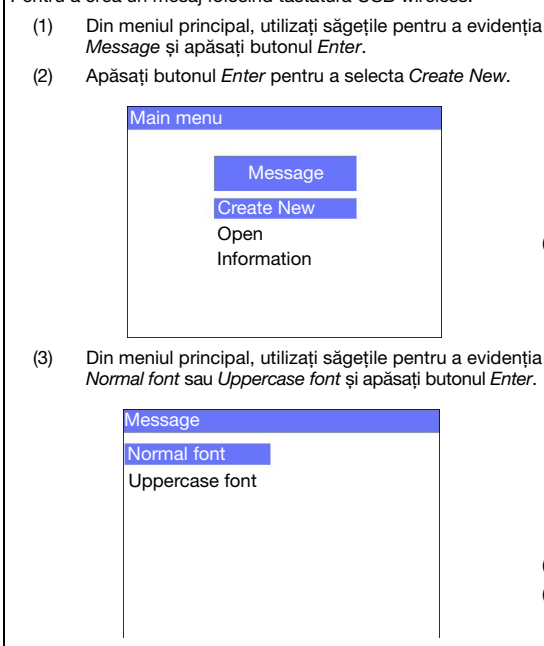 Pentru a crea un mesaj folosind tastatura USB wireless:
(1) Din meniul principal, utilizați săgețile pentru a evidenția
Message și apăsați butonul Enter.
(2) Apăsați butonul Enter pentru a selecta Create New.
Main menu
Message
Create New
Open
Information
(3) Din meniul principal, utilizați săgețile pentru a evidenția
Normal font sau Uppercase font și apăsați butonul Enter.
Message
Normal font
Uppercase font